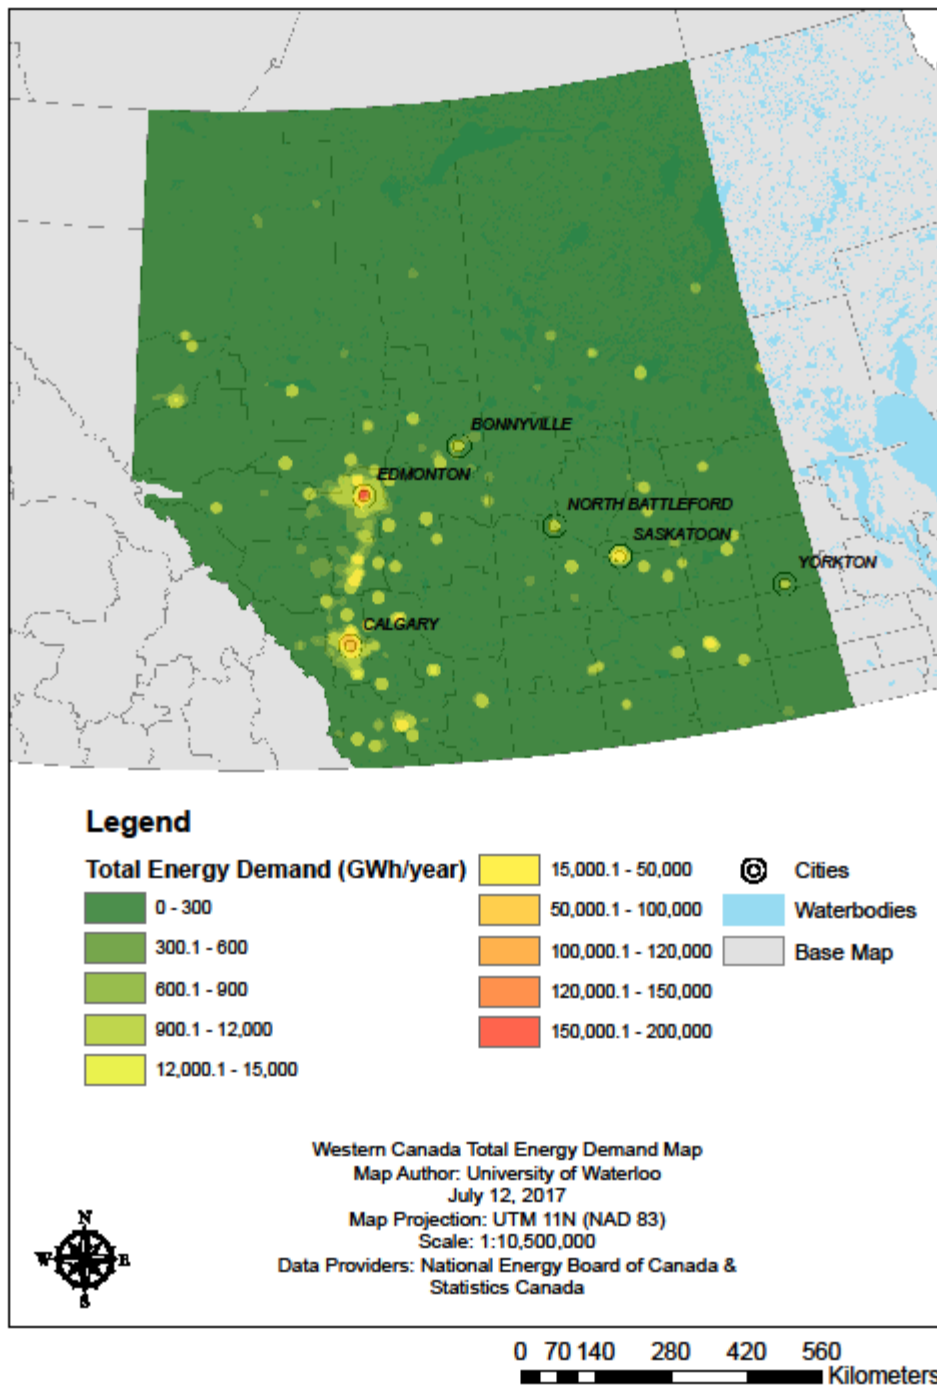 BONNYVILLE
EDMONTON
NORTH BATTLEFORD
SASKATOON
YORKTON
CALGARY
Legend
Total Energy Demand (GWh/year)
0 - 300
300.1 - 600
600.1 - 900
900.1 - 12,000
12,000.1 - 15,000
15,000.1 - 50,000
50,000.1 - 100,000
100,000.1 - 120,000
120,000.1 - 150,000
150,000.1 - 200,000
Cities
Waterbodies
Base Map
Western Canada Total Energy Demand Map
Map Author: University of Waterloo
July 12, 2017
Map Projection: UTM 11N (NAD 83)
Scale: 1:10,500,000
Data Providers: National Energy Board of Canada &
Statistics Canada
N
W E
S
0 70 140 280 420 560
Kilometers